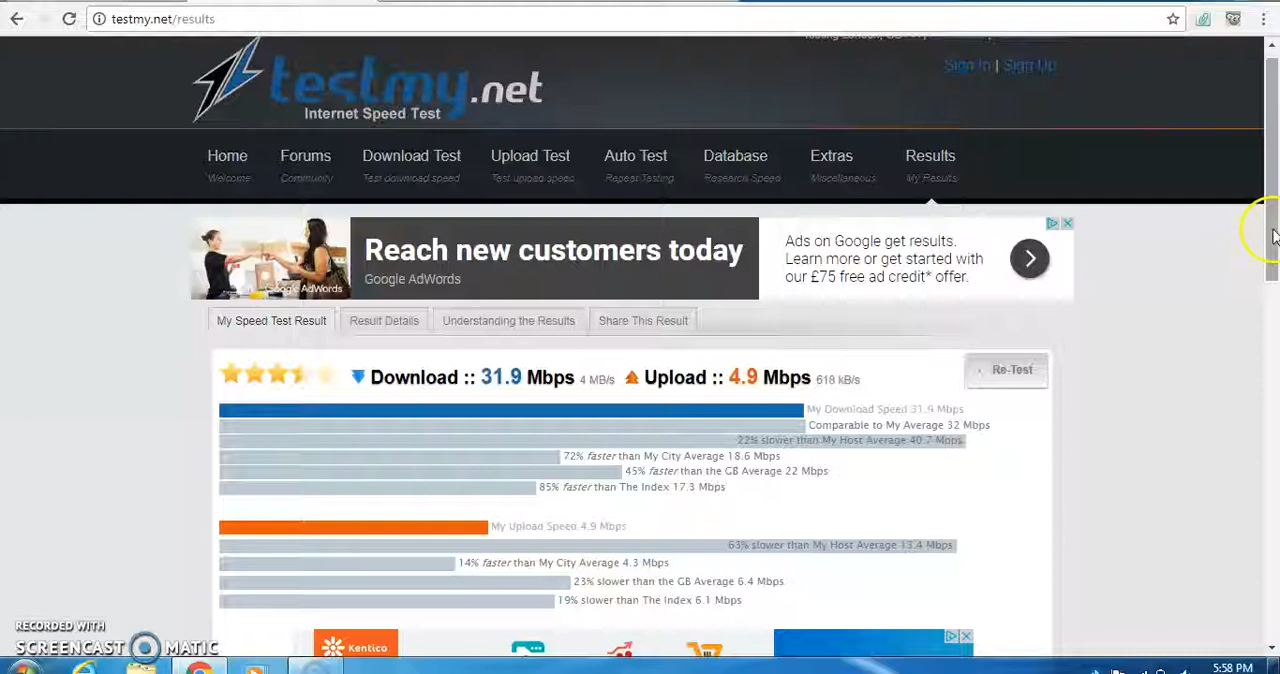 testmy.net/results
Sign In | Sign Up
testmy.net
Internet Speed Test
Home Forums Download Test Upload Test Auto Test Database Extras Results
Welcome Community Test download speed Test upload speed Repeat Testing Research Speed Miscellaneous My Results
Reach new customers today
Google AdWords
Google AdWords
Ads on Google get results.
Learn more or get started with
our £75 free ad credit* offer.
My Speed Test Result Result Details Understanding the Results Share This Result
Download :: 31.9 Mbps 4 MB/s Upload :: 4.9 Mbps 618 kB/s
Re-Test
My Download Speed 31.9 Mbps
Comparable to My Average 32 Mbps
22% slower than My Host Average 40.7 Mbps
72% faster than My City Average 18.6 Mbps
45% faster than the GB Average 22 Mbps
85% faster than The Index 17.3 Mbps
My Upload Speed 4.9 Mbps
63% slower than My Host Average 13.4 Mbps
14% faster than My City Average 4.3 Mbps
23% slower than the GB Average 6.4 Mbps
19% slower than The Index 6.1 Mbps
Kentico
RECORDED WITH
SCREENCAST MATIC
5:58 PM